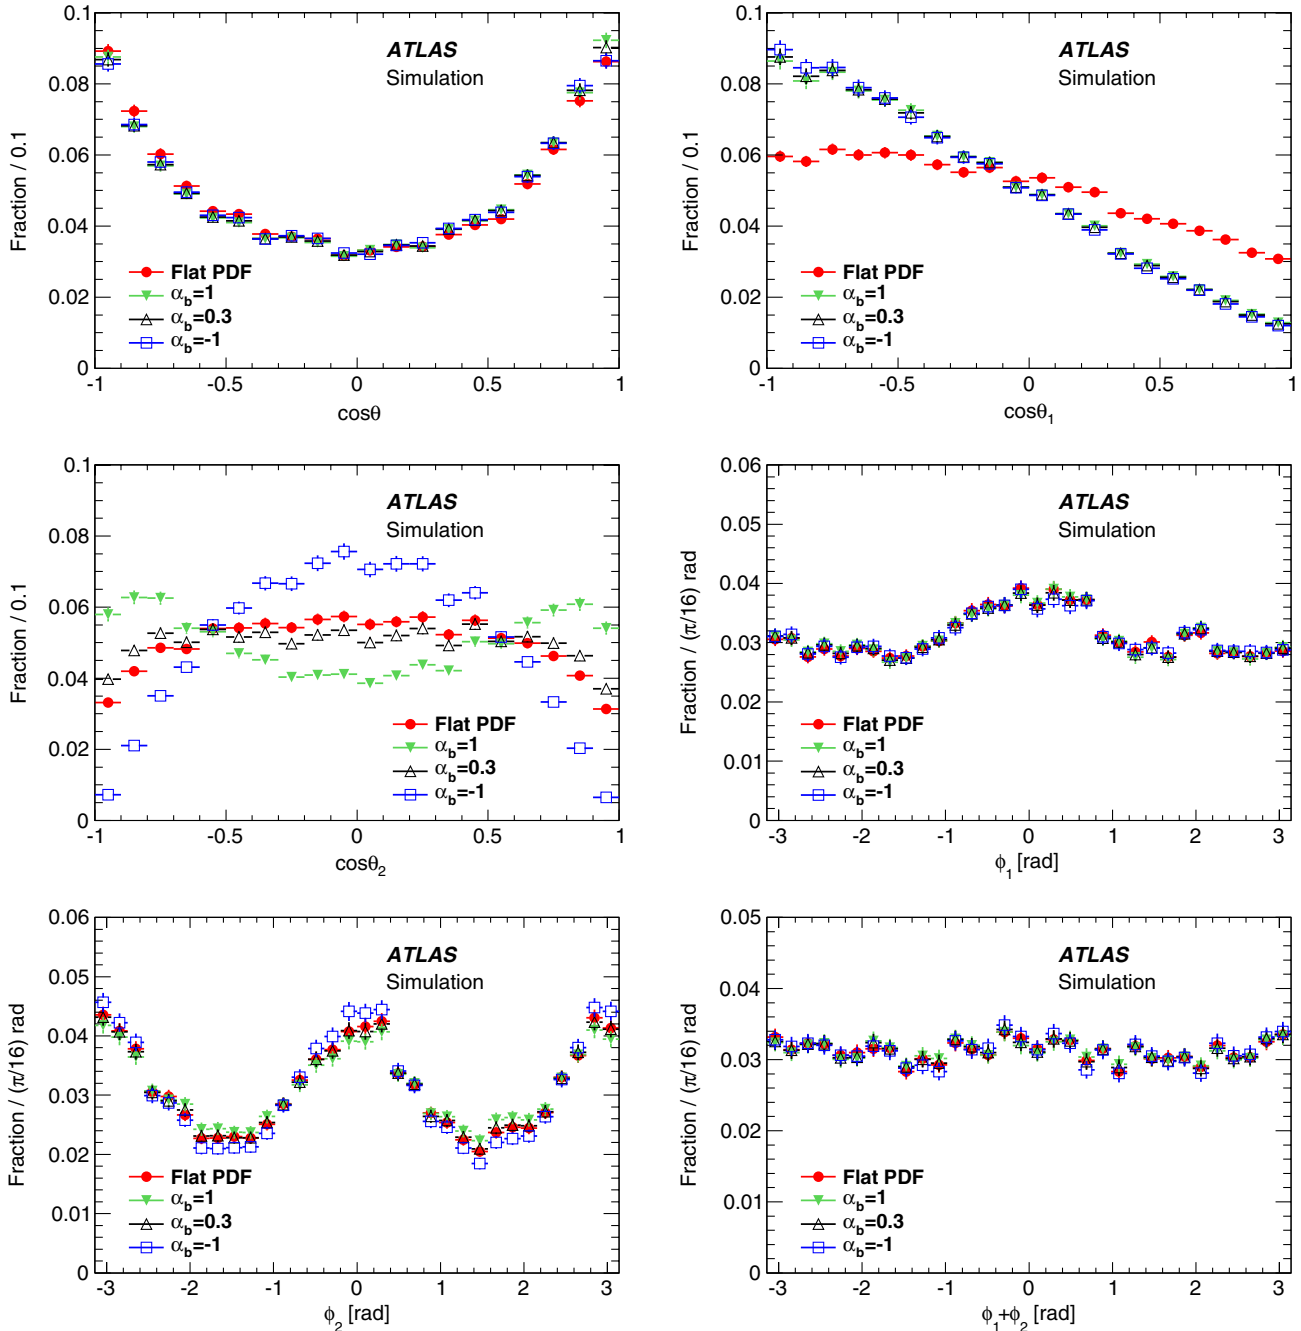 Fraction / 0.1
0.1
0.08
0.06
0.04
0.02
0
ATLAS
Simulation
Flat PDF
α_b=1
α_b=0.3
α_b=-1
-1 -0.5 0 0.5 1
cosθ
Fraction / 0.1
0.1
0.08
0.06
0.04
0.02
0
ATLAS
Simulation
Flat PDF
α_b=1
α_b=0.3
α_b=-1
-1 -0.5 0 0.5 1
cosθ_1
Fraction / 0.1
0.1
0.08
0.06
0.04
0.02
0
ATLAS
Simulation
Flat PDF
α_b=1
α_b=0.3
α_b=-1
-1 -0.5 0 0.5 1
cosθ_2
Fraction / (π/16) rad
0.06
0.05
0.04
0.03
0.02
0.01
0
ATLAS
Simulation
Flat PDF
α_b=1
α_b=0.3
α_b=-1
-3 -2 -1 0 1 2 3
ϕ_1 [rad]
Fraction / (π/16) rad
0.06
0.05
0.04
0.03
0.02
0.01
0
ATLAS
Simulation
Flat PDF
α_b=1
α_b=0.3
α_b=-1
-3 -2 -1 0 1 2 3
ϕ_2 [rad]
Fraction / (π/16) rad
0.05
0.04
0.03
0.02
0.01
0
ATLAS
Simulation
Flat PDF
α_b=1
α_b=0.3
α_b=-1
-3 -2 -1 0 1 2 3
ϕ_1+ϕ_2 [rad]